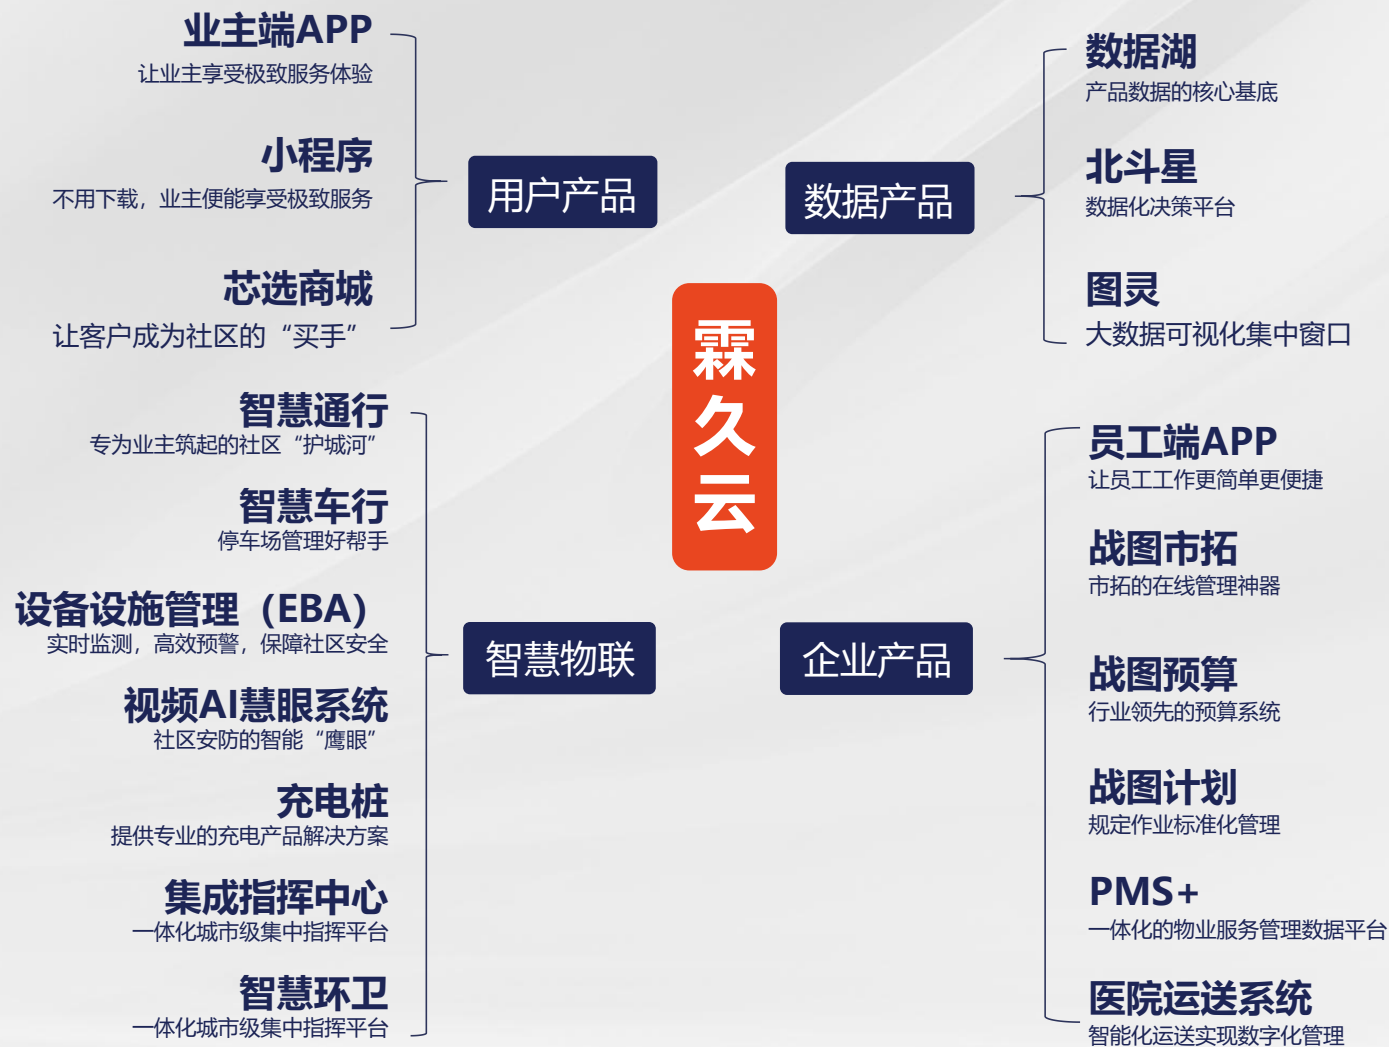 业主端APP
让业主享受极致服务体验
小程序
不用下载，业主便能享受极致服务
芯选商城
让客户成为社区的“买手”
用户产品
数据产品
数据湖
产品数据的核心基底
北斗星
数据化决策平台
图灵
大数据可视化集中窗口
霖久云
智慧通行
专为业主筑起的社区“护城河”
智慧车行
停车场管理好帮手
设备设施管理（EBA）
实时监测，高效预警，保障社区安全
视频AI慧眼系统
社区安防的智能“鹰眼”
充电桩
提供专业的充电产品解决方案
集成指挥中心
一体化城市级集中指挥平台
智慧环卫
一体化城市级集中指挥平台
智慧物联
企业产品
员工端APP
让员工工作更简单更便捷
战图市拓
市拓的在线管理神器
战图预算
行业领先的预算系统
战图计划
规定作业标准化管理
PMS+
一体化的物业服务管理数据平台
医院运送系统
智能化运送实现数字化管理